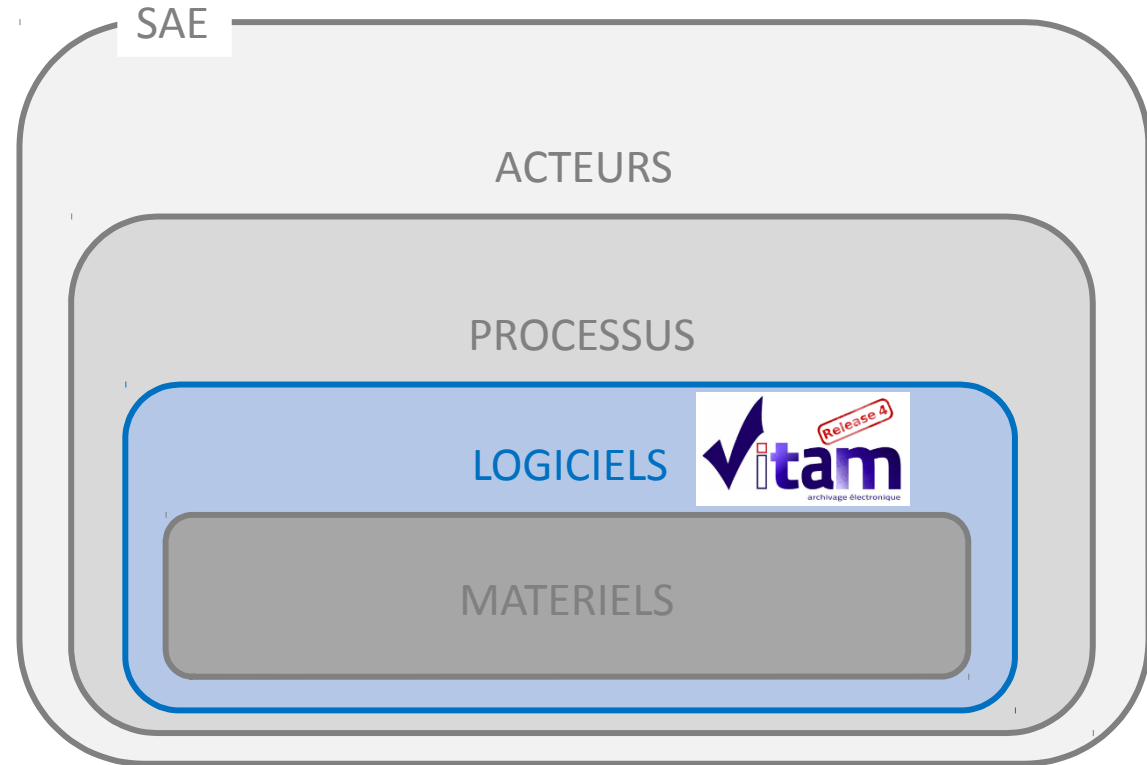 SAE
ACTEURS
PROCESSUS
LOGICIELS
Release 4
Vitam
archivage électronique
MATERIELS